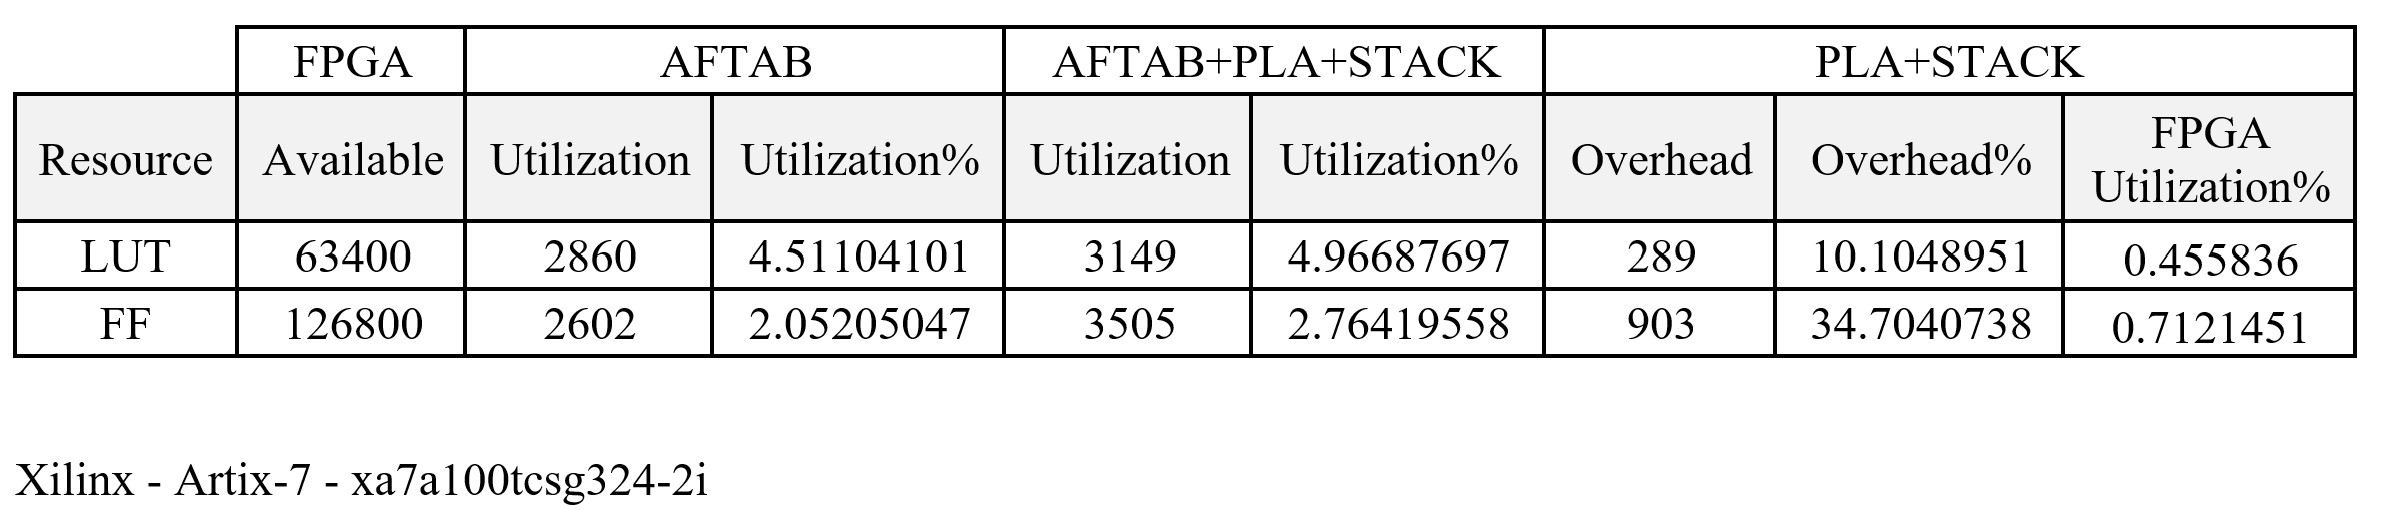 FPGA AFTAB AFTAB+PLA+STACK PLA+STACK
Resource Available Utilization Utilization% Utilization Utilization% Overhead Overhead% FPGA Utilization%
LUT 63400 2860 4.51104101 3149 4.96687697 289 10.1048951 0.455836
FF 126800 2602 2.05205047 3505 2.76419558 903 34.7040738 0.7121451
Xilinx - Artix-7 - xa7a100tcsg324-2i